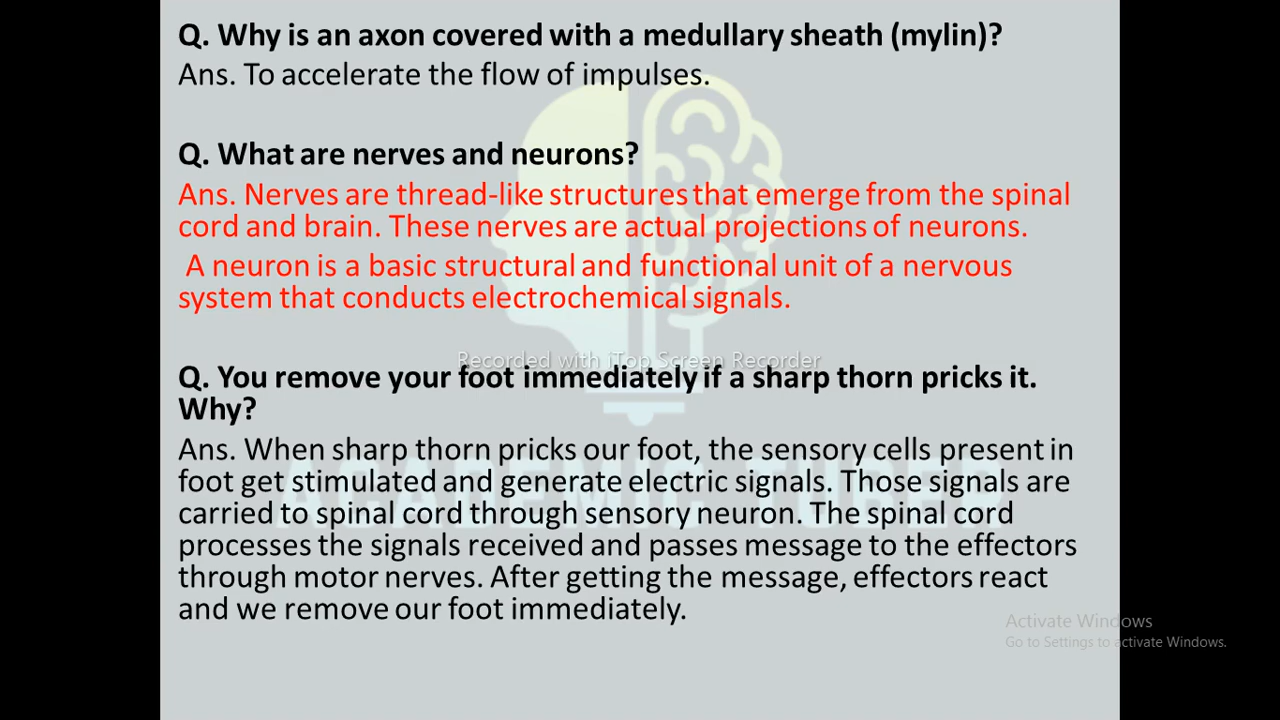 Q. Why is an axon covered with a medullary sheath (mylin)?
Ans. To accelerate the flow of impulses.
Q. What are nerves and neurons?
Ans. Nerves are thread-like structures that emerge from the spinal
cord and brain. These nerves are actual projections of neurons.
A neuron is a basic structural and functional unit of a nervous
system that conducts electrochemical signals.
Recorded with iTop Screen Recorder
Q. You remove your foot immediately if a sharp thorn pricks it.
Why?
Ans. When sharp thorn pricks our foot, the sensory cells present in
foot get stimulated and generate electric signals. Those signals are
carried to spinal cord through sensory neuron. The spinal cord
processes the signals received and passes message to the effectors
through motor nerves. After getting the message, effectors react
and we remove our foot immediately.
ACADEMIC TUBER
Activate Windows
Go to Settings to activate Windows.